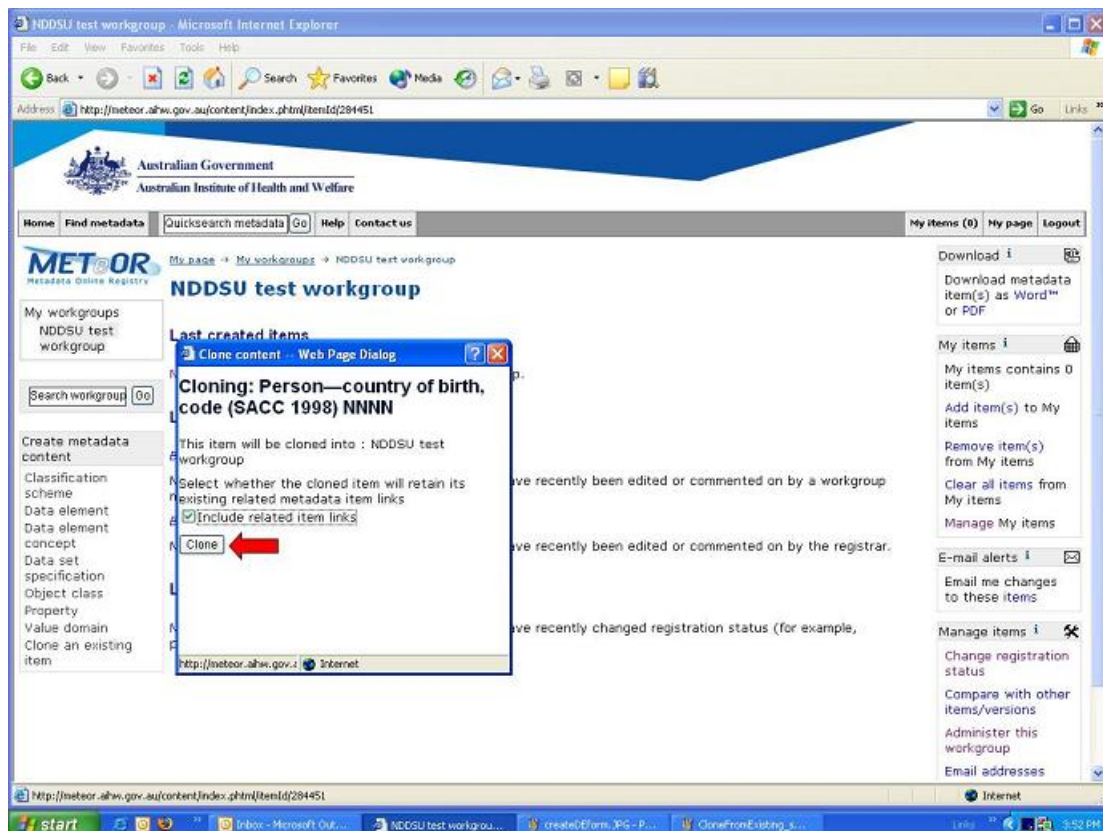 NDDSU test workgroup - Microsoft Internet Explorer
File Edit View Favorites Tools Help
Back Search Favorites Media
Address http://meteor.aihw.gov.au/content/index.phtml/itemId/284451 Go Links
Australian Government
Australian Institute of Health and Welfare
Home Find metadata Quicksearch metadata Go Help Contact us My items (0) My page Logout
METeOR
Metadata Online Registry
My workgroups
NDDSU test
workgroup
Search workgroup Go
Create metadata
content
Classification
scheme
Data element
Data element
concept
Data set
specification
Object class
Property
Value domain
Clone an existing
item
My page → My workgroups → NDDSU test workgroup
NDDSU test workgroup
Last created items
Clone content -- Web Page Dialog
Cloning: Person—country of birth,
code (SACC 1998) NNNN
This item will be cloned into : NDDSU test
workgroup
Select whether the cloned item will retain its
existing related metadata item links
Include related item links
Clone
http://meteor.aihw.gov.a Internet
have recently been edited or commented on by a workgroup
have recently been edited or commented on by the registrar.
have recently changed registration status (for example,
Download i
Download metadata
item(s) as Word™
or PDF
My items i
My items contains 0
item(s)
Add item(s) to My
items
Remove item(s)
from My items
Clear all items from
My items
Manage My items
E-mail alerts i
Email me changes
to these items
Manage items i
Change registration
status
Compare with other
items/versions
Administer this
workgroup
Email addresses
http://meteor.aihw.gov.au/content/index.phtml/itemId/284451 Internet
start Inbox - Microsoft Out... NDDSU test workgrou... createDEform.JPG - P... CloneFromExisting_s... Links 3:52 PM